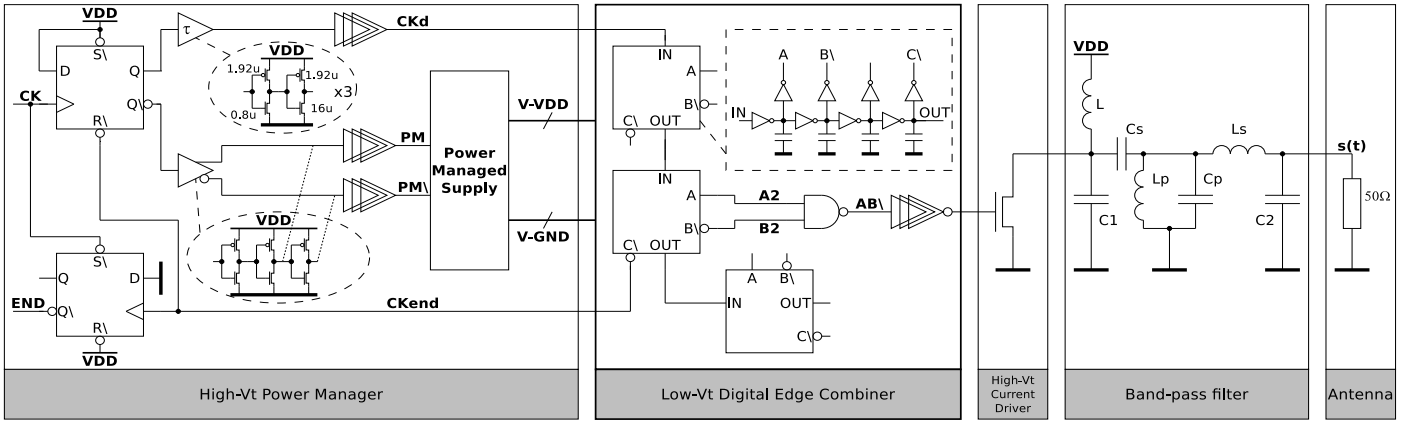 VDD
S\
D
Q
CK
Q\
R\
τ
CKd
VDD
1.92u
1.92u
x3
0.8u
16u
PM
PM\
Power
Managed
Supply
V-VDD
V-GND
VDD
S\
Q
D
END
Q\
R\
VDD
CKend
High-Vt Power Manager
IN
A
B\
C\
OUT
A
B\
C\
IN
OUT
IN
A
B\
C\
OUT
A2
B2
AB\
A
B\
IN
OUT
C\
Low-Vt Digital Edge Combiner
High-Vt
Current
Driver
VDD
L
Cs
Ls
Lp
Cp
C1
C2
Band-pass filter
s(t)
50Ω
Antenna